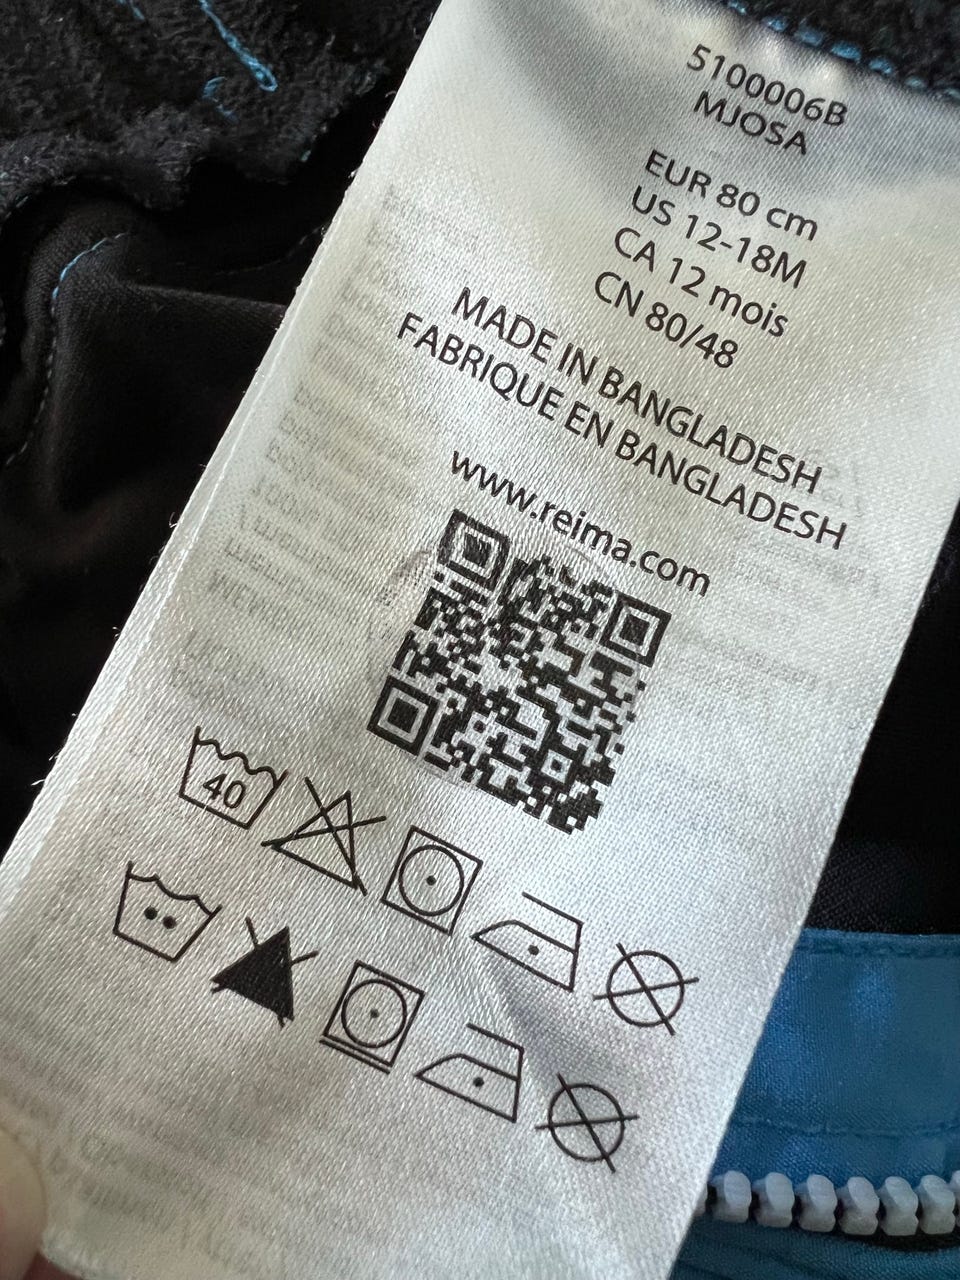 5100006B
MJOSA
EUR 80 cm
US 12-18M
CA 12 mois
CN 80/48
MADE IN BANGLADESH
FABRIQUE EN BANGLADESH
www.reima.com
40